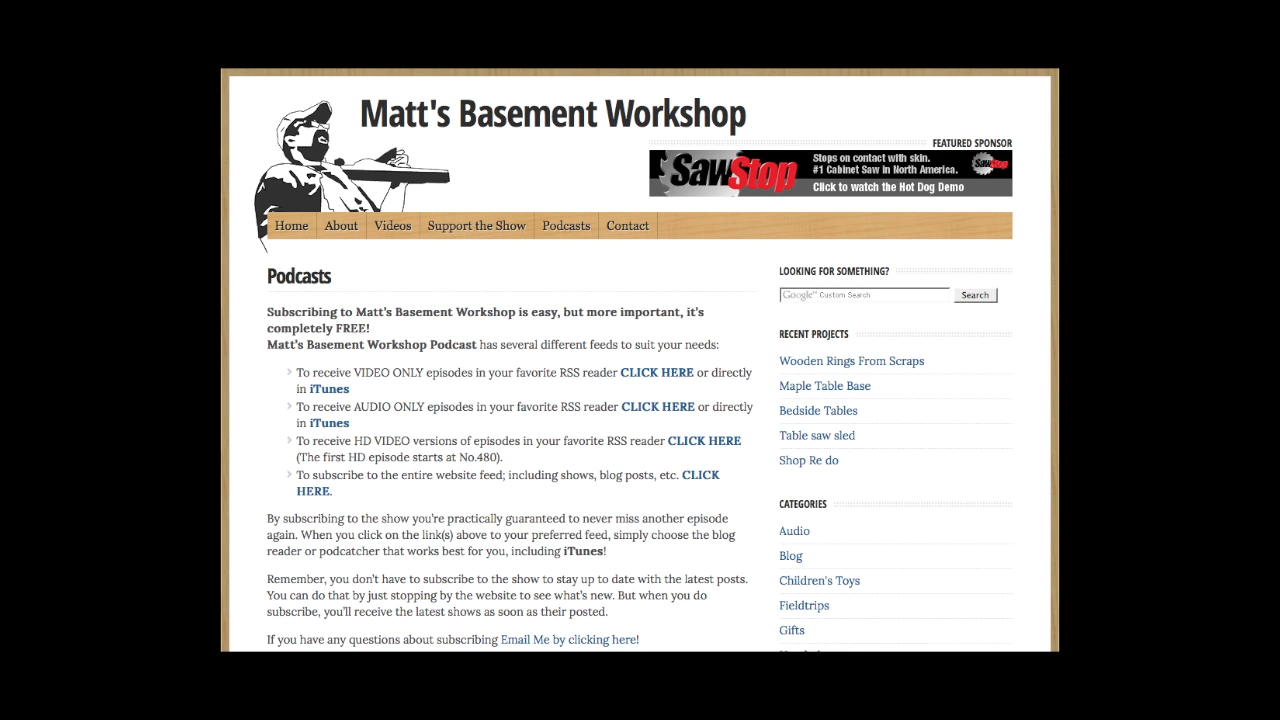 Matt's Basement Workshop
FEATURED SPONSOR
SawStop
Stops on contact with skin.
#1 Cabinet Saw in North America.
Click to watch the Hot Dog Demo
SawStop
Home About Videos Support the Show Podcasts Contact
Podcasts
Subscribing to Matt's Basement Workshop is easy, but more important, it's
completely FREE!
Matt's Basement Workshop Podcast has several different feeds to suit your needs:
To receive VIDEO ONLY episodes in your favorite RSS reader CLICK HERE or directly
in iTunes
To receive AUDIO ONLY episodes in your favorite RSS reader CLICK HERE or directly
in iTunes
To receive HD VIDEO versions of episodes in your favorite RSS reader CLICK HERE
(The first HD episode starts at No.480).
To subscribe to the entire website feed; including shows, blog posts, etc. CLICK
HERE.
By subscribing to the show you're practically guaranteed to never miss another episode
again. When you click on the link(s) above to your preferred feed, simply choose the blog
reader or podcatcher that works best for you, including iTunes!
Remember, you don't have to subscribe to the show to stay up to date with the latest posts.
You can do that by just stopping by the website to see what's new. But when you do
subscribe, you'll receive the latest shows as soon as their posted.
If you have any questions about subscribing Email Me by clicking here!
LOOKING FOR SOMETHING?
Google™ Custom Search Search
RECENT PROJECTS
Wooden Rings From Scraps
Maple Table Base
Bedside Tables
Table saw sled
Shop Re do
CATEGORIES
Audio
Blog
Children's Toys
Fieldtrips
Gifts